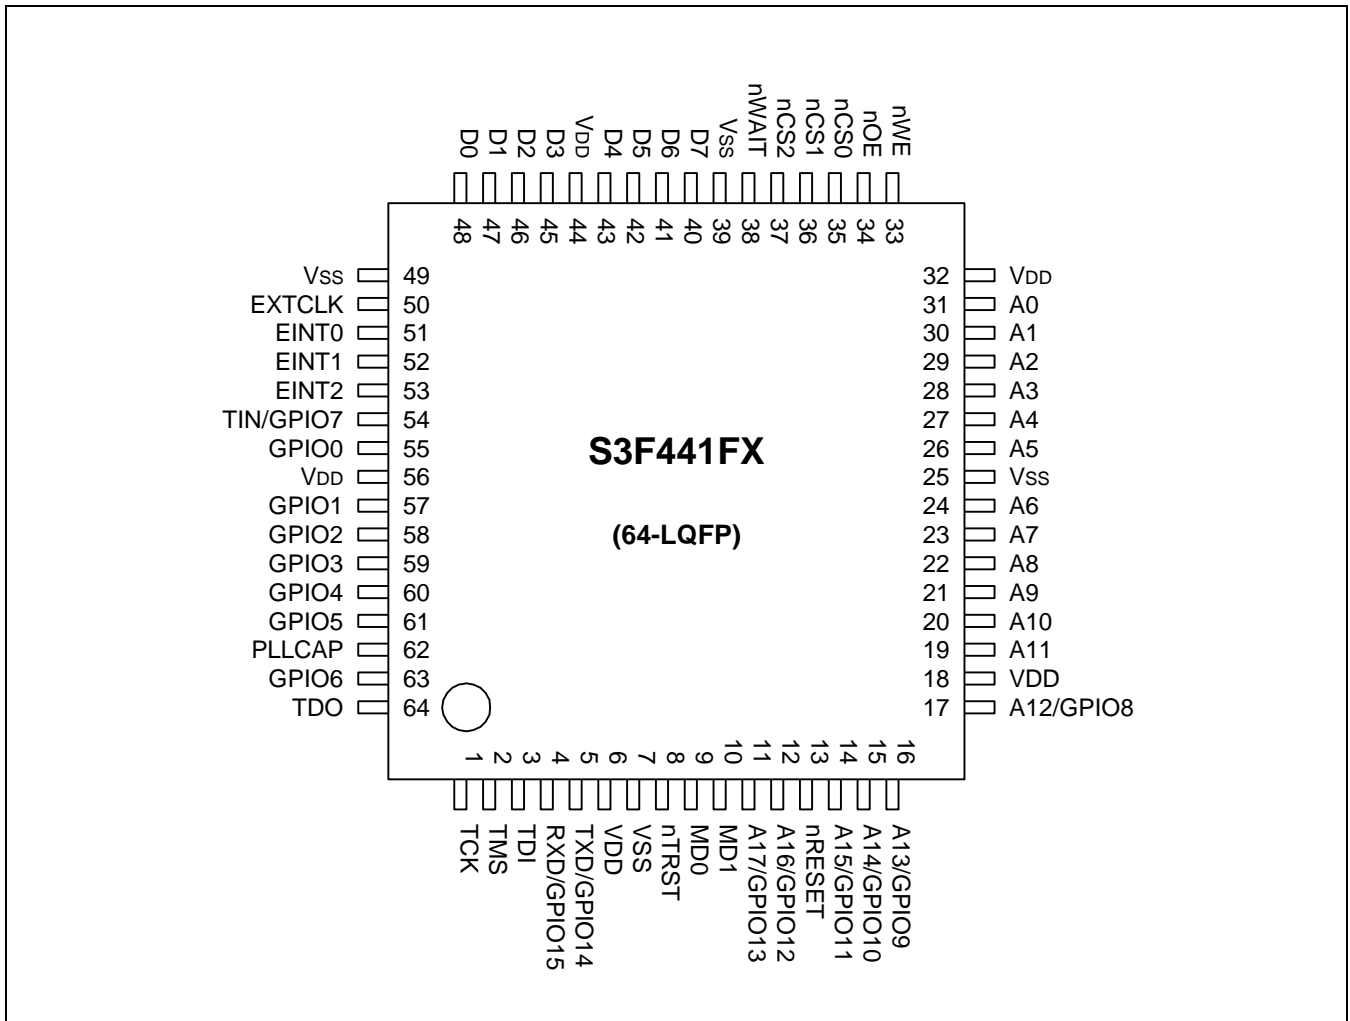 D0 D1 D2 D3 VDD D4 D5 D6 D7 VSS nWAIT nCS2 nCS1 nCS0 nOE nWE
48 47 46 45 44 43 42 41 40 39 38 37 36 35 34 33
VSS 49 32 VDD
EXTCLK 50 31 A0
EINT0 51 30 A1
EINT1 52 29 A2
EINT2 53 28 A3
TIN/GPIO7 54 27 A4
GPIO0 55 26 A5
VDD 56 25 VSS
GPIO1 57 24 A6
GPIO2 58 23 A7
GPIO3 59 22 A8
GPIO4 60 21 A9
GPIO5 61 20 A10
PLLCAP 62 19 A11
GPIO6 63 18 VDD
TDO 64 17 A12/GPIO8
S3F441FX
(64-LQFP)
1 2 3 4 5 6 7 8 9 10 11 12 13 14 15 16
TCK TMS TDI RXD/GPIO15 TXD/GPIO14 VDD VSS nTRST MD0 MD1 A17/GPIO13 A16/GPIO12 nRESET A15/GPIO11 A14/GPIO10 A13/GPIO9